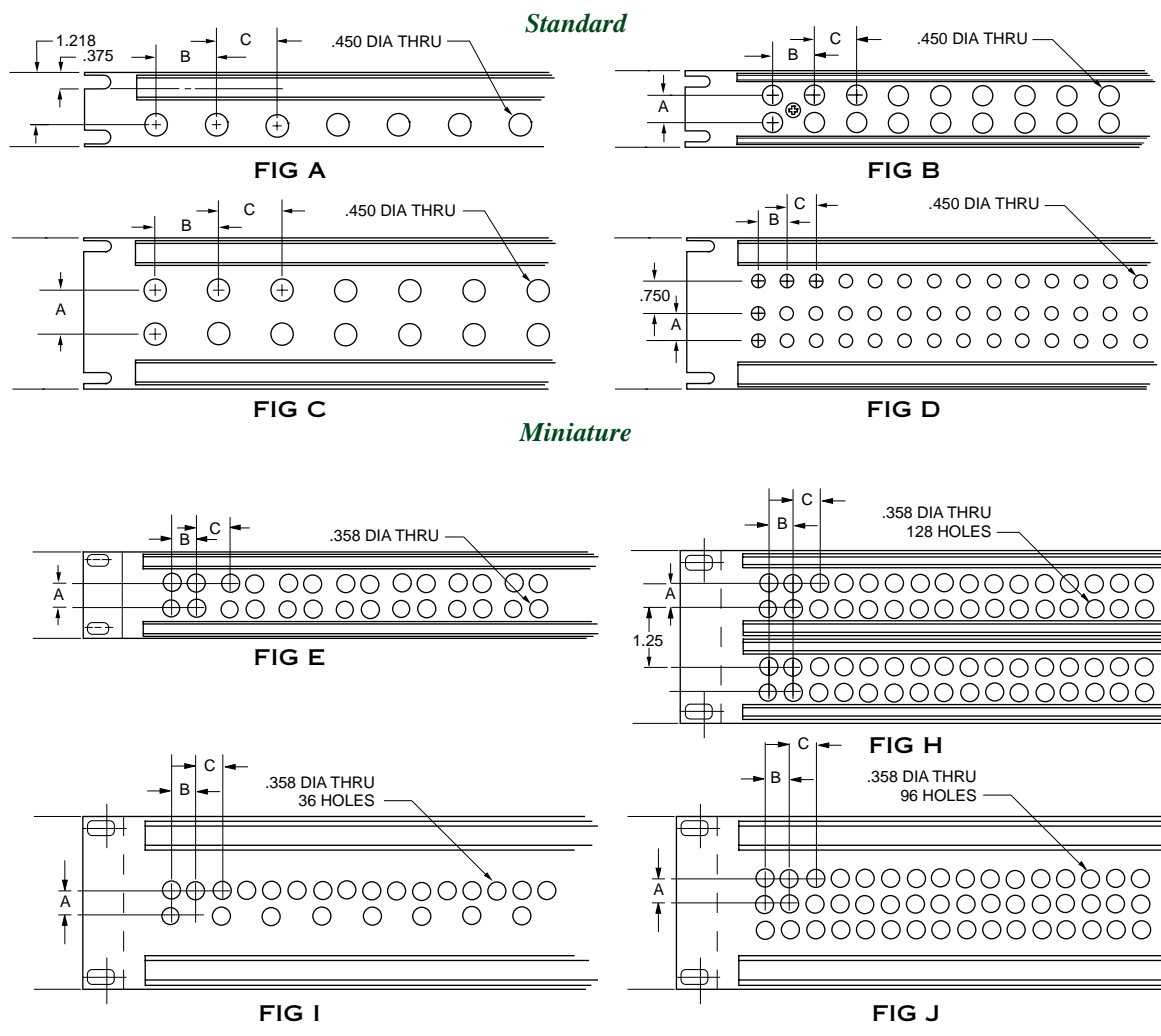 Standard
1.218
.375
B
C
.450 DIA THRU
FIG A
A
B
C
.450 DIA THRU
FIG B
A
B
C
.450 DIA THRU
FIG C
.750
A
B
C
.450 DIA THRU
FIG D
Miniature
A
B
C
.358 DIA THRU
FIG E
A
1.25
B
C
.358 DIA THRU
128 HOLES
FIG H
A
B
C
.358 DIA THRU
36 HOLES
FIG I
A
B
C
.358 DIA THRU
96 HOLES
FIG J